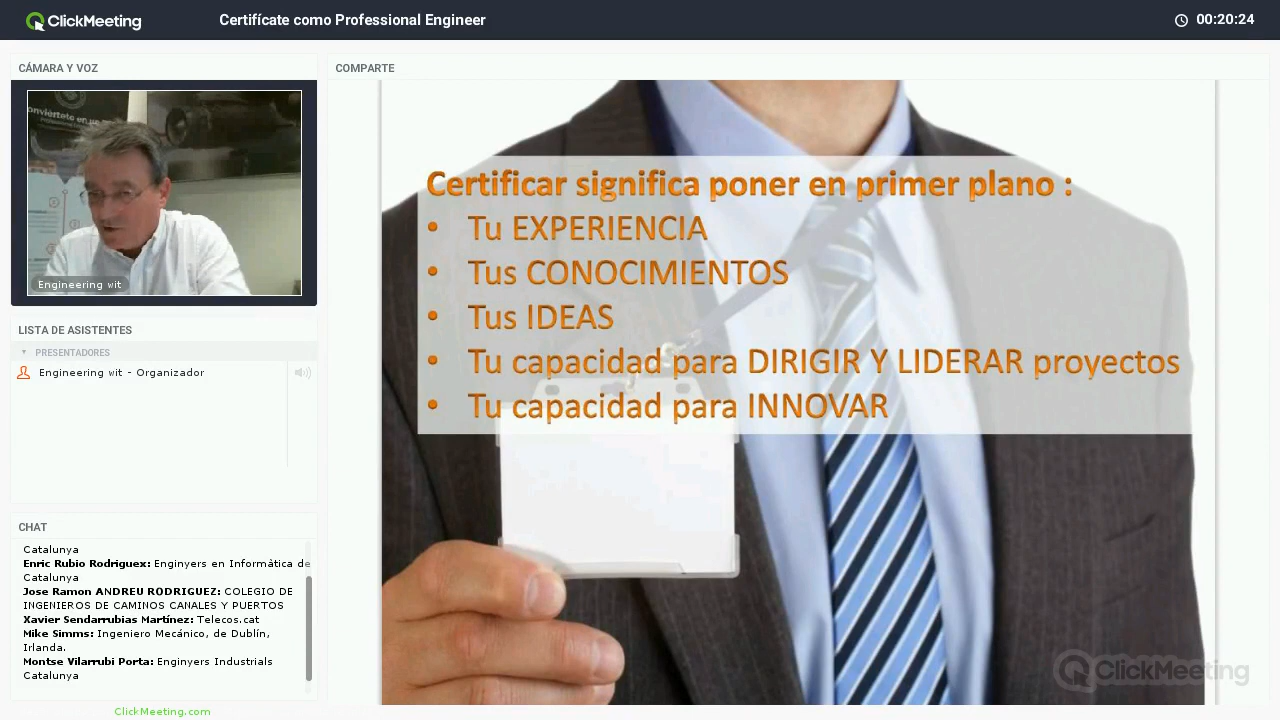 ClickMeeting
Certifícate como Professional Engineer
00:20:24
CÁMARA Y VOZ
COMPARTE
Engineering wit
LISTA DE ASISTENTES
PRESENTADORES
Engineering wit - Organizador
CHAT
Catalunya
Enric Rubio Rodriguez: Enginyers en Informàtica de
Catalunya
Jose Ramon ANDREU RODRIGUEZ: COLEGIO DE
INGENIEROS DE CAMINOS CANALES Y PUERTOS
Xavier Sendarrubias Martínez: Telecos.cat
Mike Simms: Ingeniero Mecánico, de Dublín,
Irlanda.
Montse Vilarrubi Porta: Enginyers Industrials
Catalunya
ClickMeeting.com
Certificar significa poner en primer plano :
• Tu EXPERIENCIA
• Tus CONOCIMIENTOS
• Tus IDEAS
• Tu capacidad para DIRIGIR Y LIDERAR proyectos
• Tu capacidad para INNOVAR
ClickMeeting